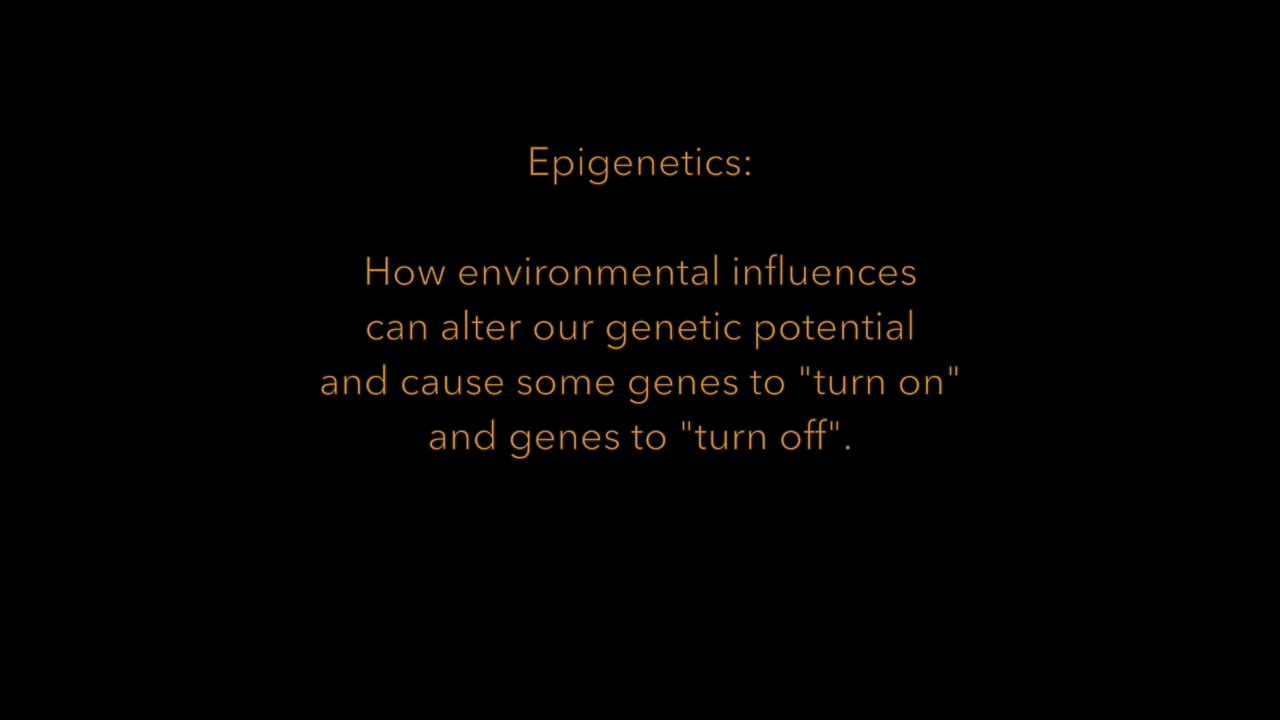 Epigenetics:
How environmental influences
can alter our genetic potential
and cause some genes to "turn on"
and genes to "turn off".